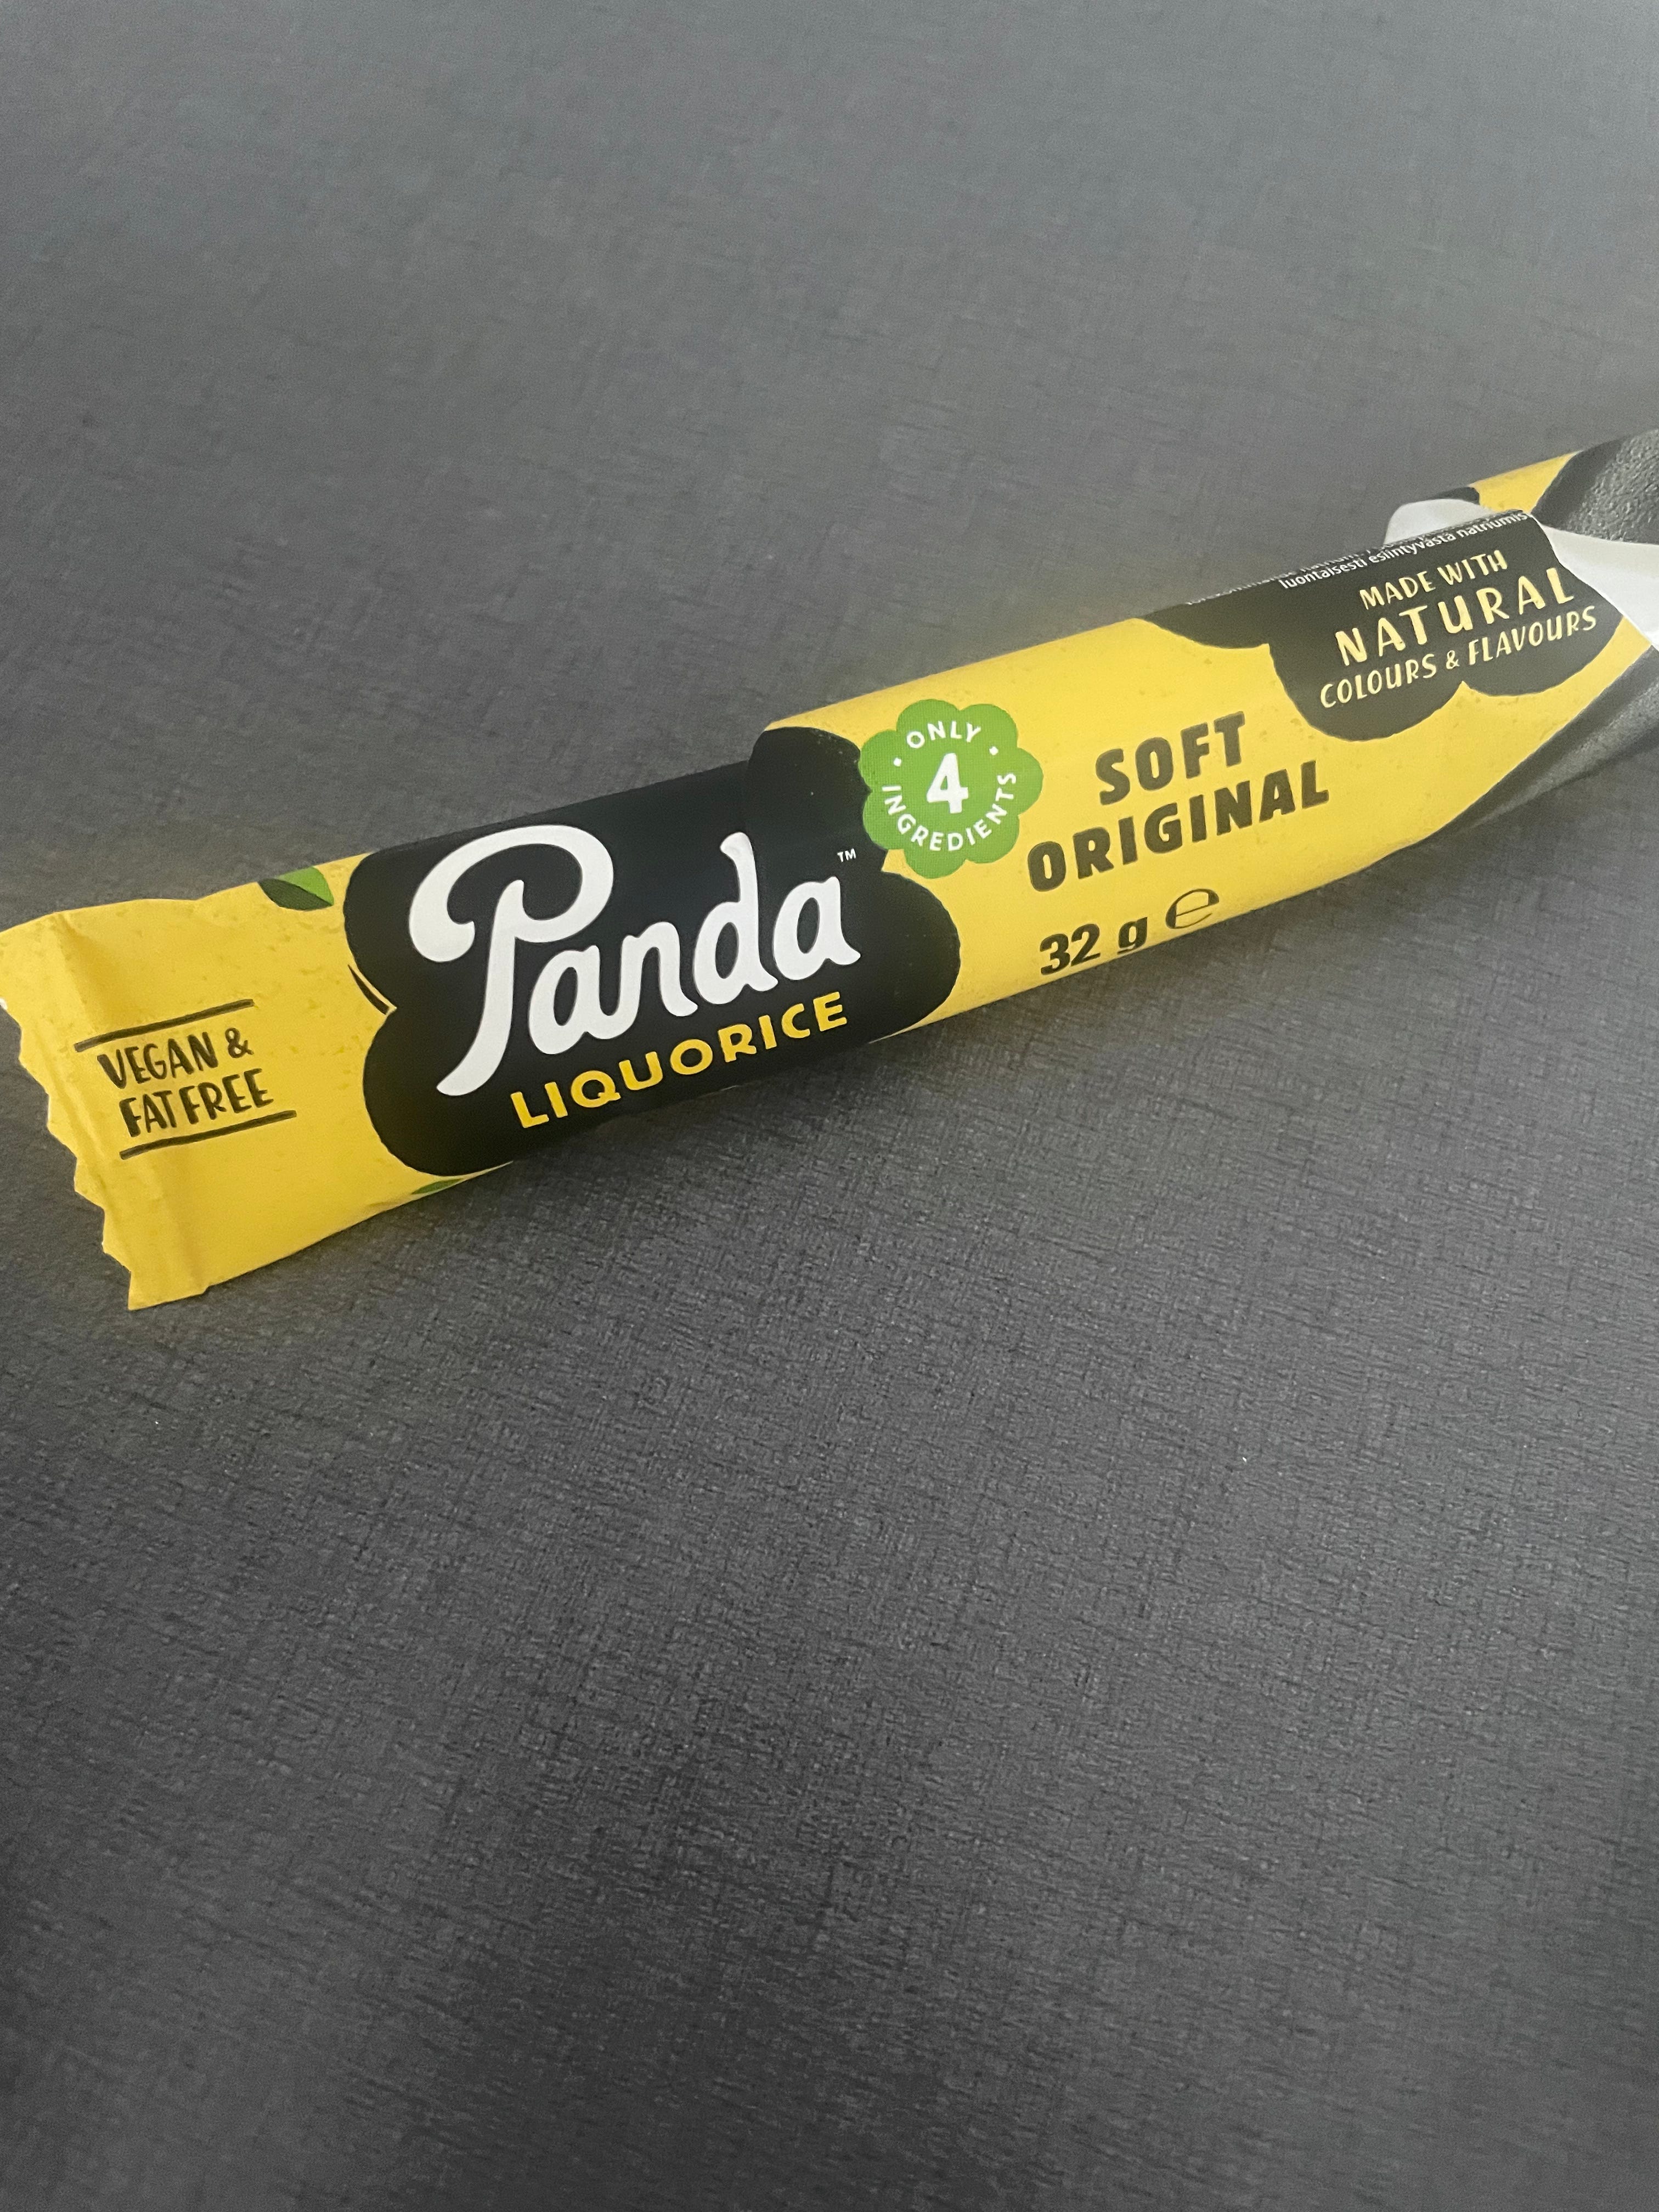 VEGAN &
FAT FREE
Panda™
LIQUORICE
ONLY
4
INGREDIENTS
SOFT
ORIGINAL
32 g ℮
luontaisesti esiintyvästä natriumis
MADE WITH
NATURAL
COLOURS & FLAVOURS